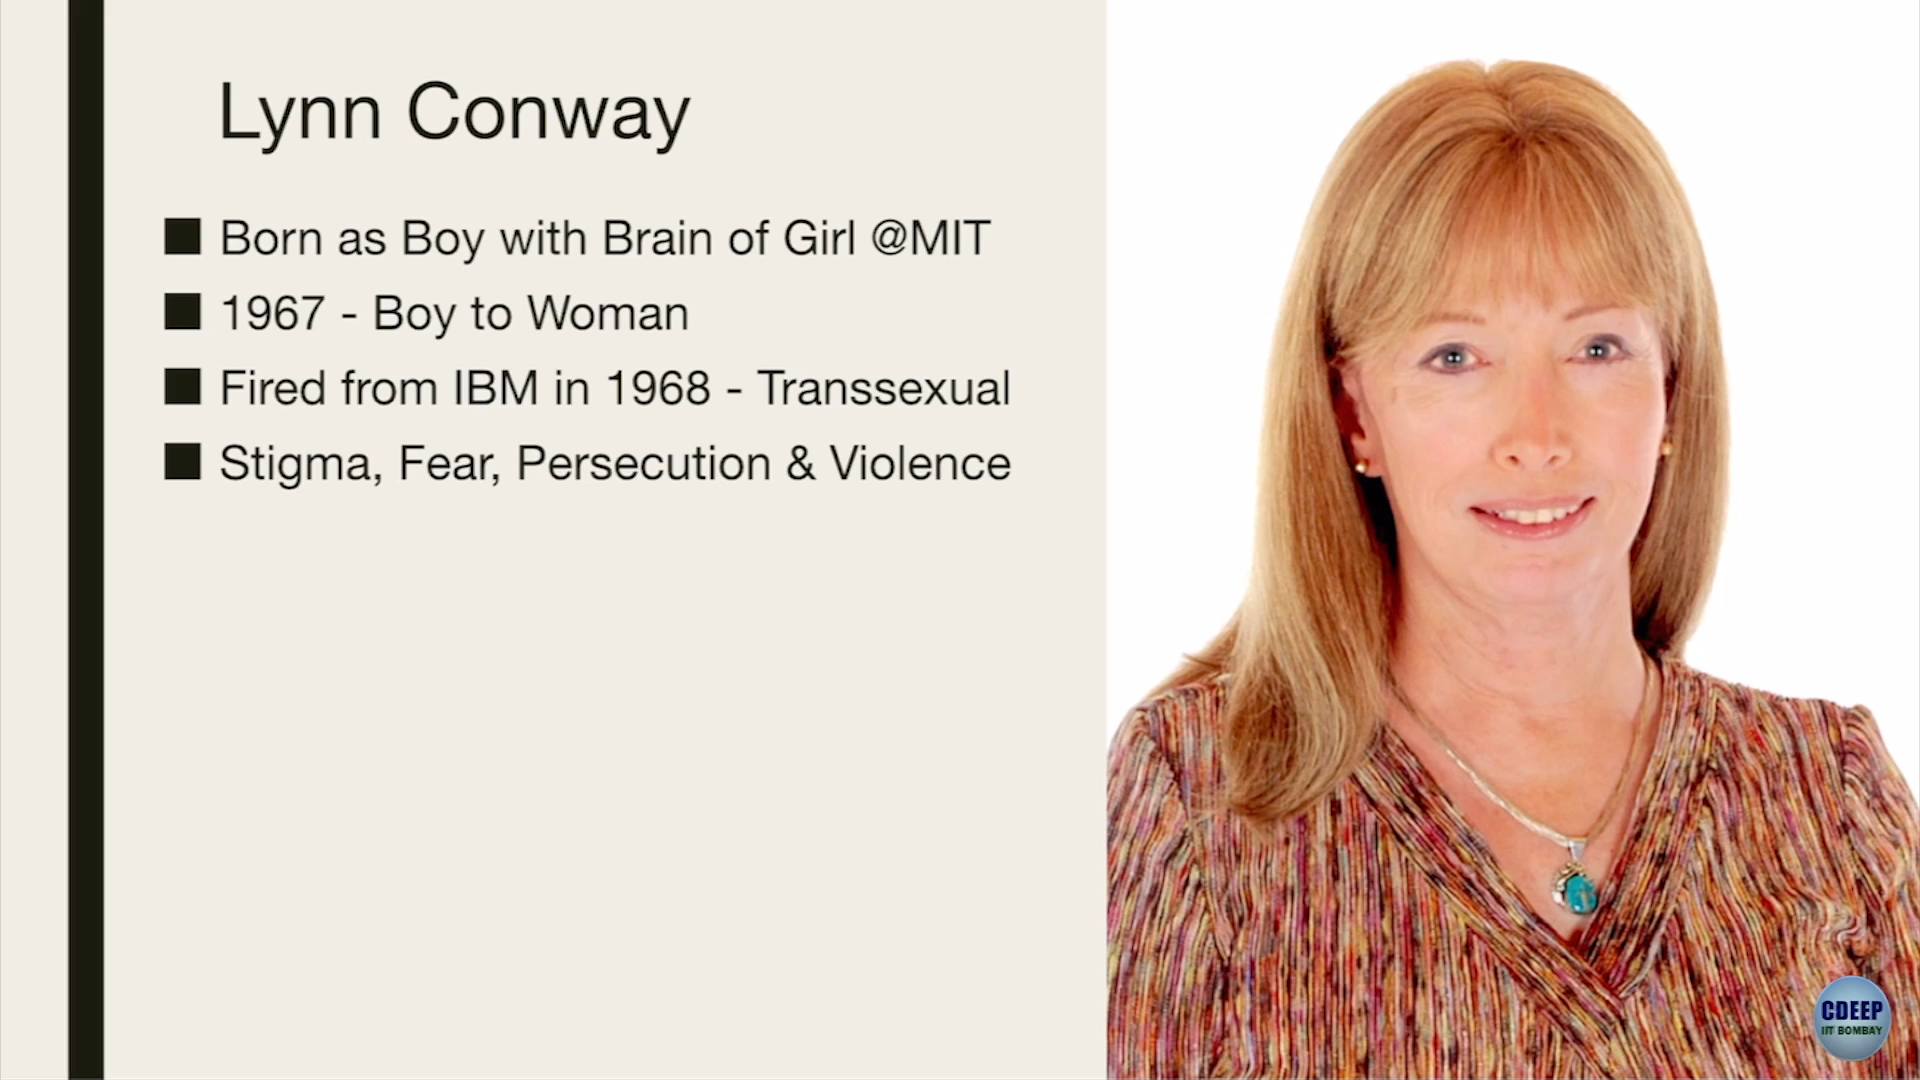 Lynn Conway
Born as Boy with Brain of Girl @MIT
1967 - Boy to Woman
Fired from IBM in 1968 - Transsexual
Stigma, Fear, Persecution & Violence
CDEEP
IIT BOMBAY